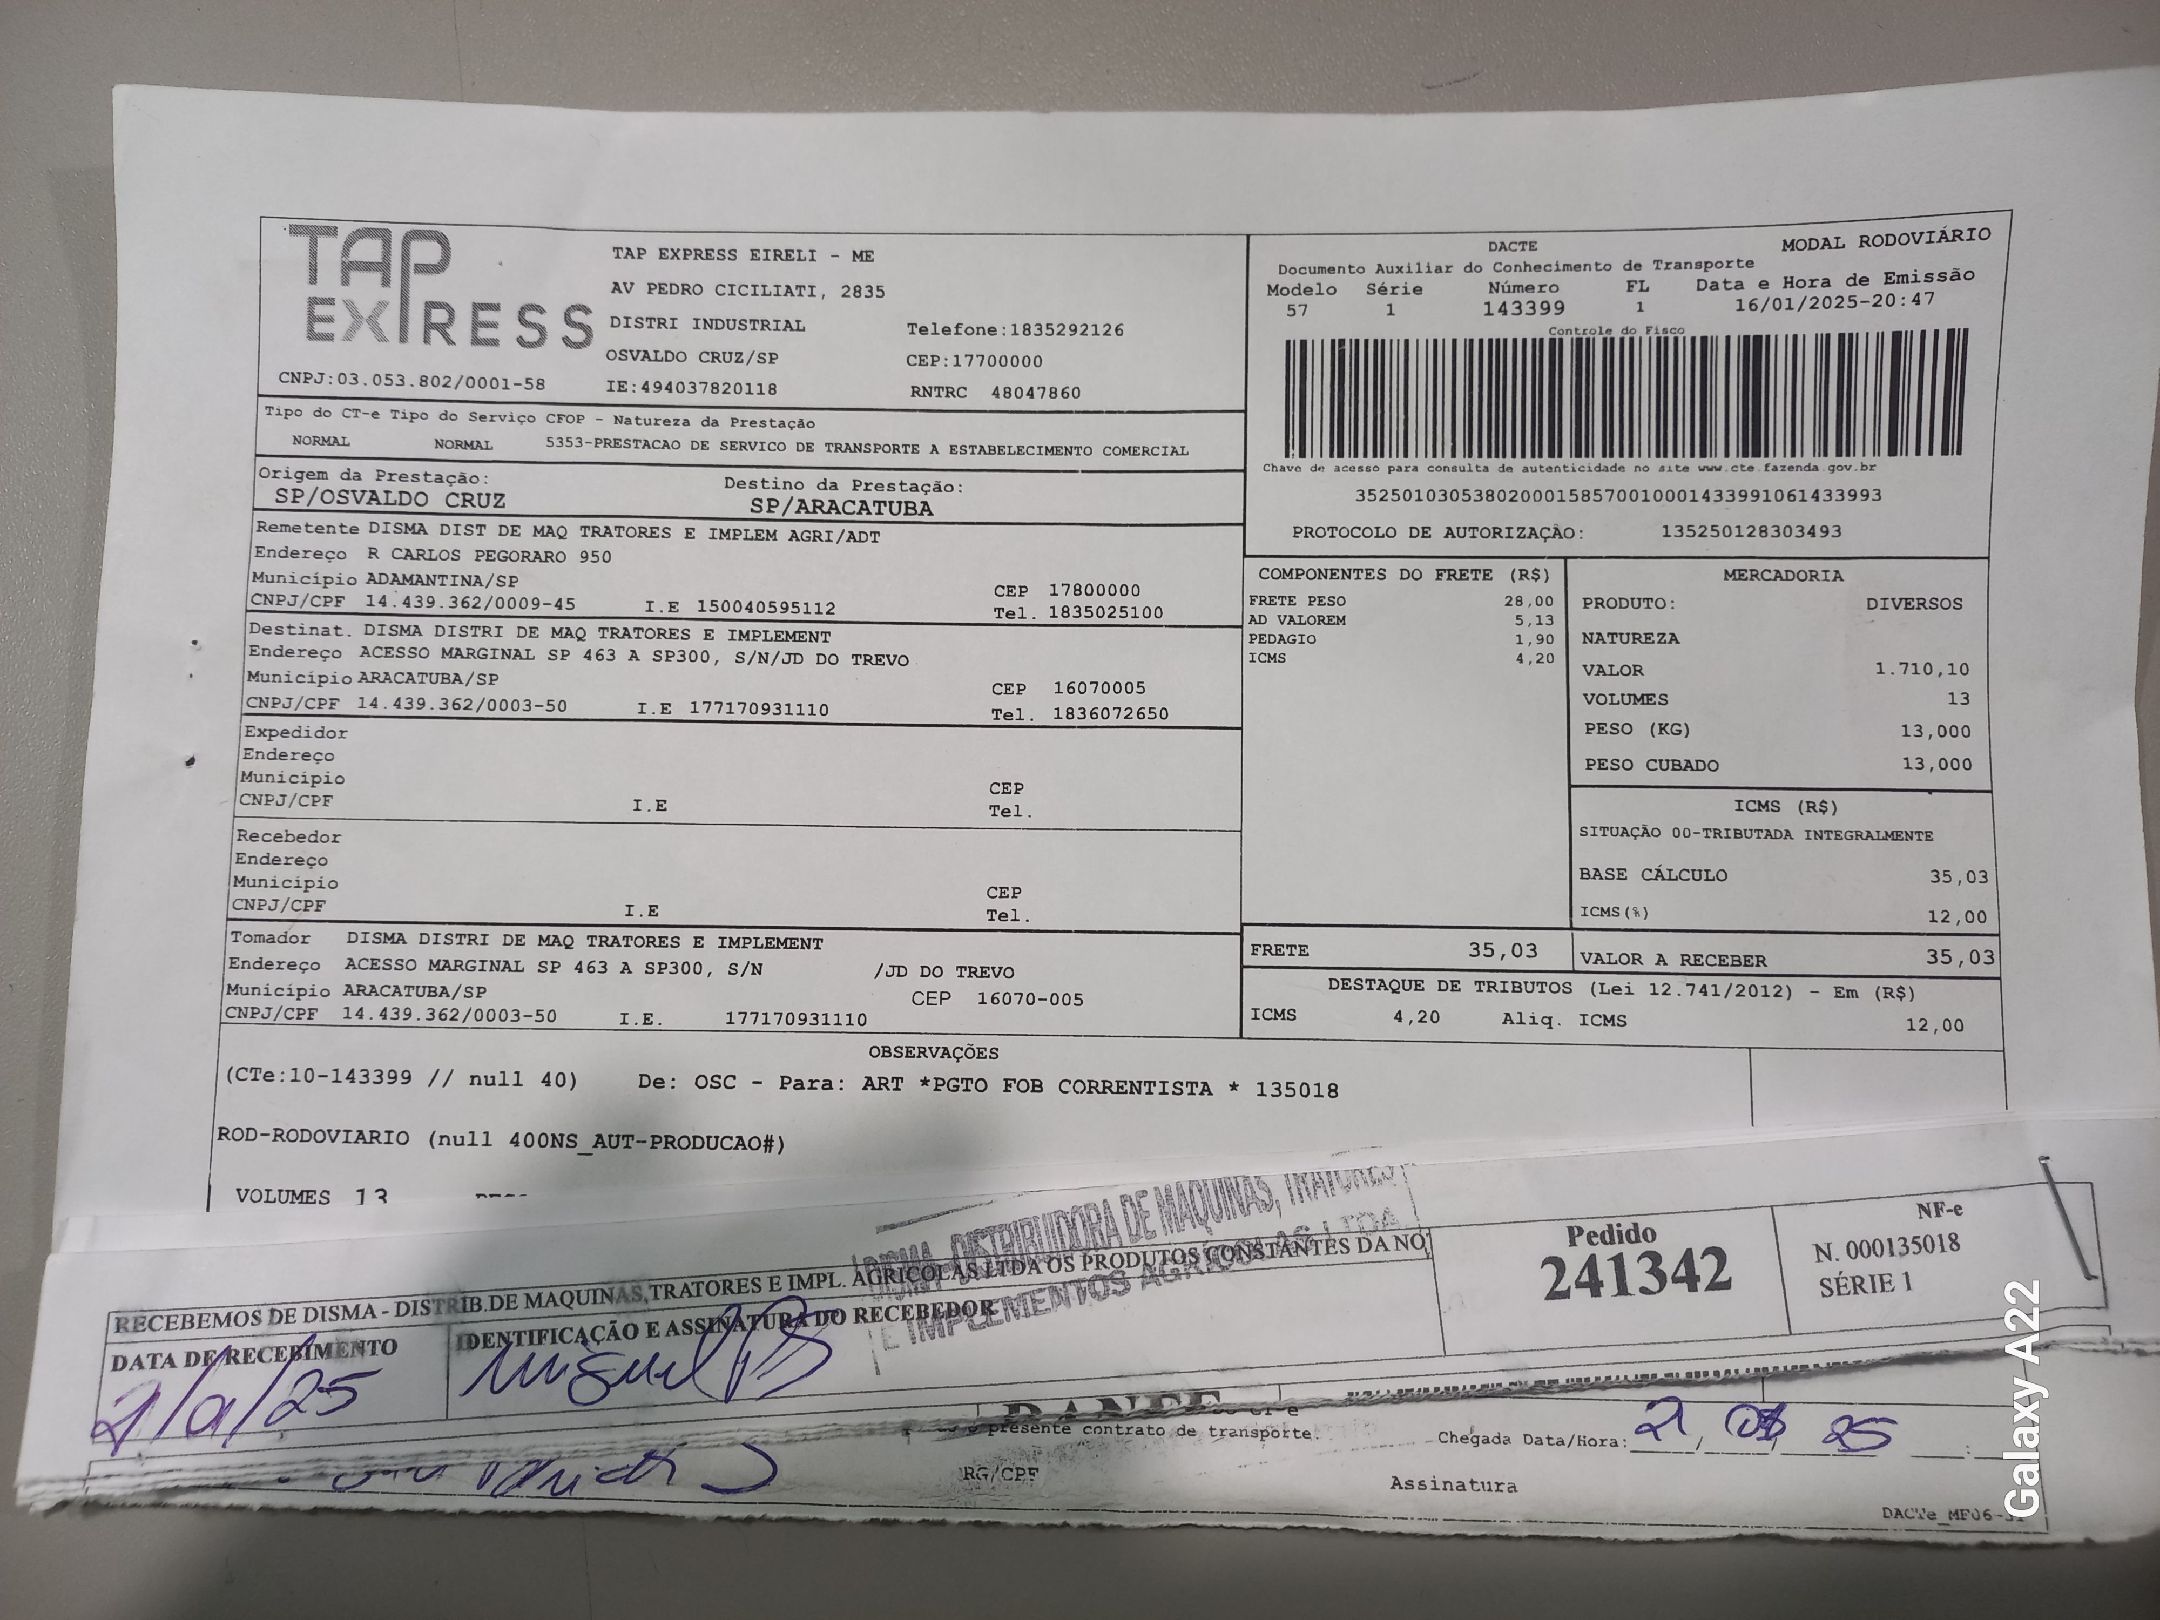 TAP EXPRESS
TAP EXPRESS EIRELI - ME
AV PEDRO CICILIATI, 2835
DISTRI INDUSTRIAL Telefone:1835292126
OSVALDO CRUZ/SP CEP:17700000
CNPJ:03.053.802/0001-58 IE:494037820118 RNTRC 48047860
DACTE MODAL RODOVIÁRIO
Documento Auxiliar do Conhecimento de Transporte
Modelo Série Número FL Data e Hora de Emissão
57 1 143399 1 16/01/2025-20:47
Controle do Fisco
Chave de acesso para consulta de autenticidade no site www.cte.fazenda.gov.br
35250103053802000158570010001433991061433993
PROTOCOLO DE AUTORIZAÇÃO: 135250128303493
Tipo do CT-e Tipo do Serviço CFOP - Natureza da Prestação
NORMAL NORMAL 5353-PRESTACAO DE SERVICO DE TRANSPORTE A ESTABELECIMENTO COMERCIAL
Origem da Prestação: Destino da Prestação:
SP/OSVALDO CRUZ SP/ARACATUBA
Remetente DISMA DIST DE MAQ TRATORES E IMPLEM AGRI/ADT
Endereço R CARLOS PEGORARO 950
Município ADAMANTINA/SP CEP 17800000
CNPJ/CPF 14.439.362/0009-45 I.E 150040595112 Tel. 1835025100
Destinat. DISMA DISTRI DE MAQ TRATORES E IMPLEMENT
Endereço ACESSO MARGINAL SP 463 A SP300, S/N/JD DO TREVO
Município ARACATUBA/SP CEP 16070005
CNPJ/CPF 14.439.362/0003-50 I.E 177170931110 Tel. 1836072650
Expedidor
Endereço
Município CEP
CNPJ/CPF I.E Tel.
Recebedor
Endereço
Município CEP
CNPJ/CPF I.E Tel.
Tomador DISMA DISTRI DE MAQ TRATORES E IMPLEMENT
Endereço ACESSO MARGINAL SP 463 A SP300, S/N /JD DO TREVO
Município ARACATUBA/SP CEP 16070-005
CNPJ/CPF 14.439.362/0003-50 I.E. 177170931110
COMPONENTES DO FRETE (R$)
FRETE PESO 28,00
AD VALOREM 5,13
PEDAGIO 1,90
ICMS 4,20
MERCADORIA
PRODUTO: DIVERSOS
NATUREZA
VALOR 1.710,10
VOLUMES 13
PESO (KG) 13,000
PESO CUBADO 13,000
ICMS (R$)
SITUAÇÃO 00-TRIBUTADA INTEGRALMENTE
BASE CÁLCULO 35,03
ICMS(%) 12,00
FRETE 35,03 VALOR A RECEBER 35,03
DESTAQUE DE TRIBUTOS (Lei 12.741/2012) - Em (R$)
ICMS 4,20 Aliq. ICMS 12,00
OBSERVAÇÕES
(CTe:10-143399 // null 40) De: OSC - Para: ART *PGTO FOB CORRENTISTA * 135018
ROD-RODOVIARIO (null 400NS_AUT-PRODUCAO#)
VOLUMES 13
DISTRIBUIDORA DE MAQUINAS, TRATORES
E IMPLEMENTOS AGRÍCOLAS LTDA
RECEBEMOS DE DISMA - DISTRIB.DE MAQUINAS,TRATORES E IMPL. AGRICOLAS LTDA OS PRODUTOS CONSTANTES DA NO
DATA DE RECEBIMENTO IDENTIFICAÇÃO E ASSINATURA DO RECEBEDOR
Miguel
Pedido
241342
NF-e
N. 000135018
SÉRIE 1
DANFE
o presente contrato de transporte.
Chegada Data/Hora: 21
25
RG/CPF Assinatura
DACTe_MF06-
Galaxy A22